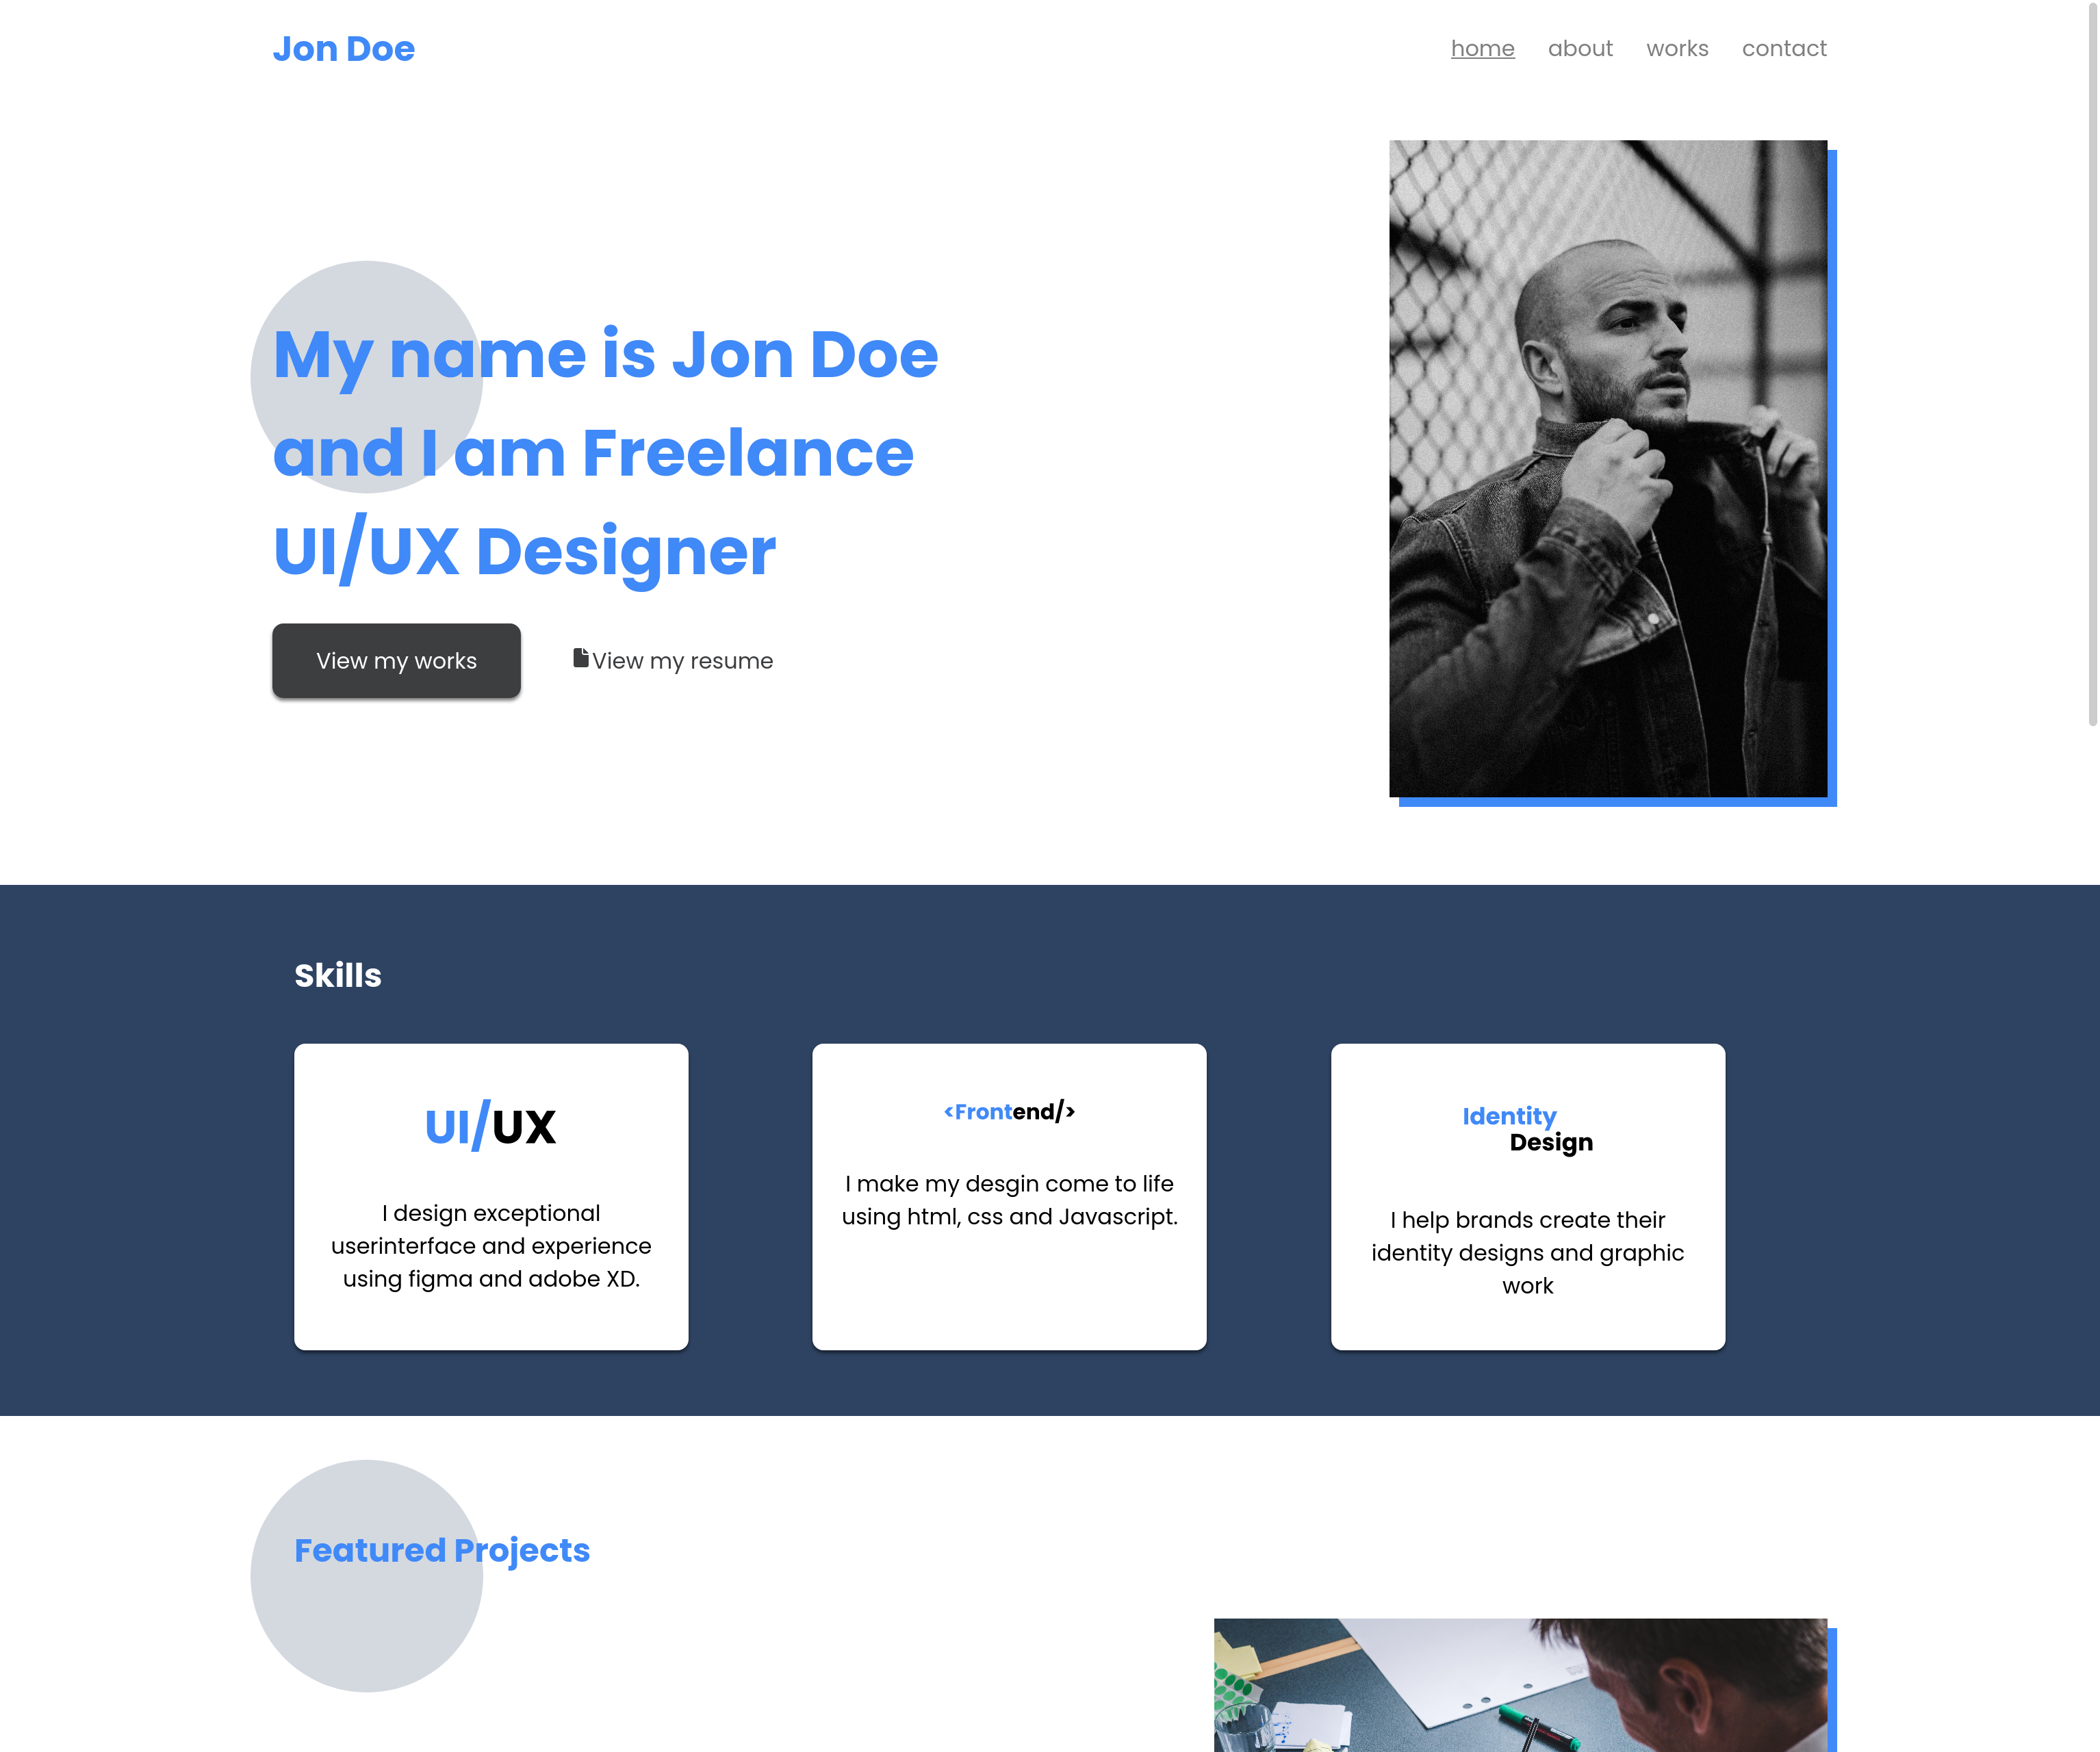 Jon Doe
home about works contact
My name is Jon Doe
and I am Freelance
UI/UX Designer
View my works
View my resume
Skills
UI/UX
I design exceptional
userinterface and experience
using figma and adobe XD.
<Frontend/>
I make my desgin come to life
using html, css and Javascript.
Identity
Design
I help brands create their
identity designs and graphic
work
Featured Projects